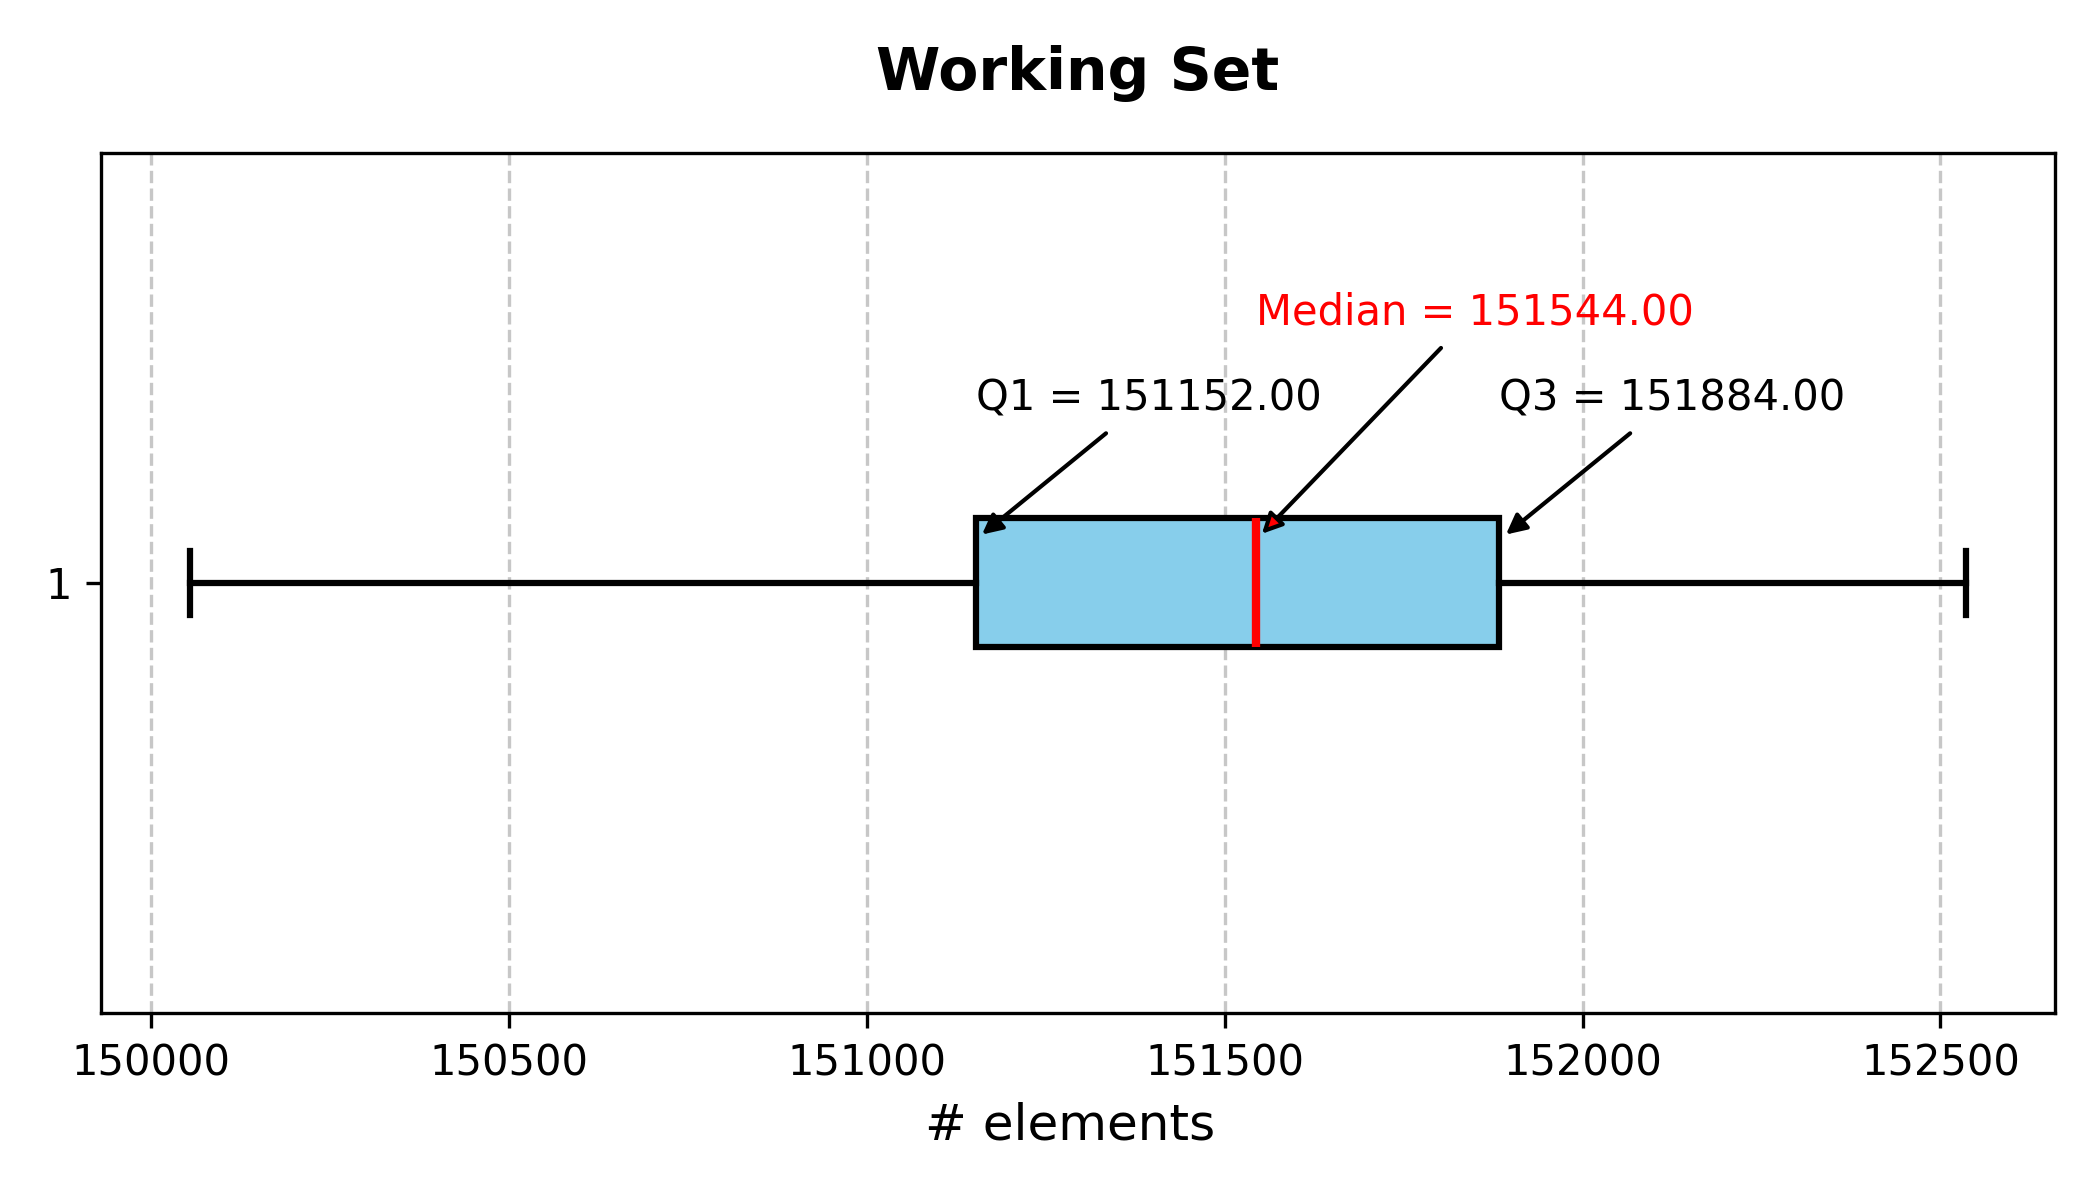 Working Set
Median = 151544.00
Q1 = 151152.00
Q3 = 151884.00
1
150000
150500
151000
151500
152000
152500
# elements